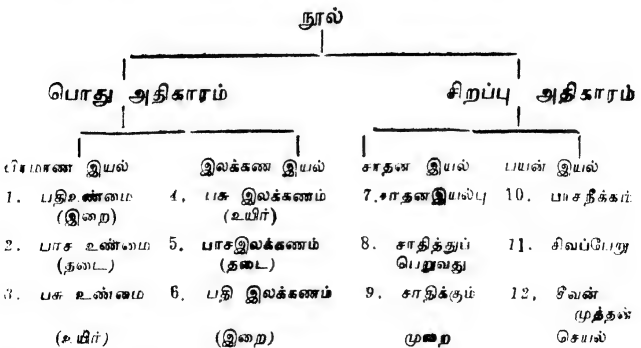 நூல்
பொது அதிகாரம் சிறப்பு அதிகாரம்
பிரமாண இயல் இலக்கண இயல் சாதன இயல் பயன் இயல்
1. பதிஉண்மை 4. பசு இலக்கணம் 7. சாதனஇயல்பு 10. பாசநீக்கம்
(இறை) (உயிர்)
2. பாச உண்மை 5. பாசஇலக்கணம் 8. சாதித்துப் 11. சிவப்பேறு
(தடை) (தடை) பெறுவது
3. பசு உண்மை 6. பதி இலக்கணம் 9. சாதிக்கும் 12. சீவன்
முத்தன்
(உயிர்) (இறை) முறை செயல்